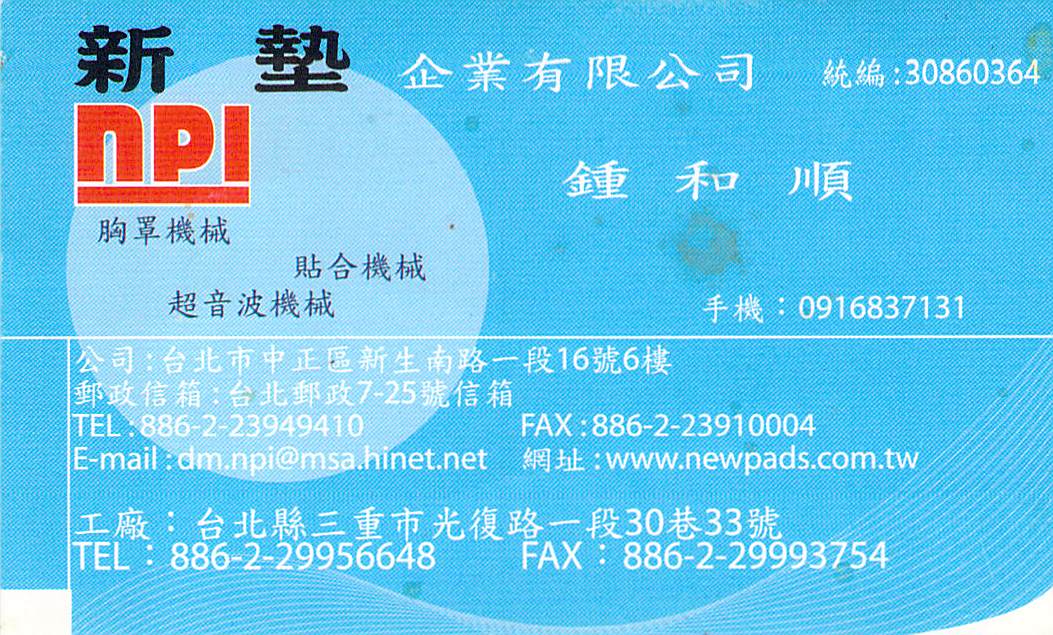 新墊 企業有限公司 統編:30860364
npi
鍾和順
胸罩機械
貼合機械
超音波機械
手機：0916837131
公司:台北市中正區新生南路一段16號6樓
郵政信箱:台北郵政7-25號信箱
TEL:886-2-23949410 FAX:886-2-23910004
E-mail:dm.npi@msa.hinet.net 網址:www.newpads.com.tw
工廠：台北縣三重市光復路一段30巷33號
TEL：886-2-29956648 FAX：886-2-29993754